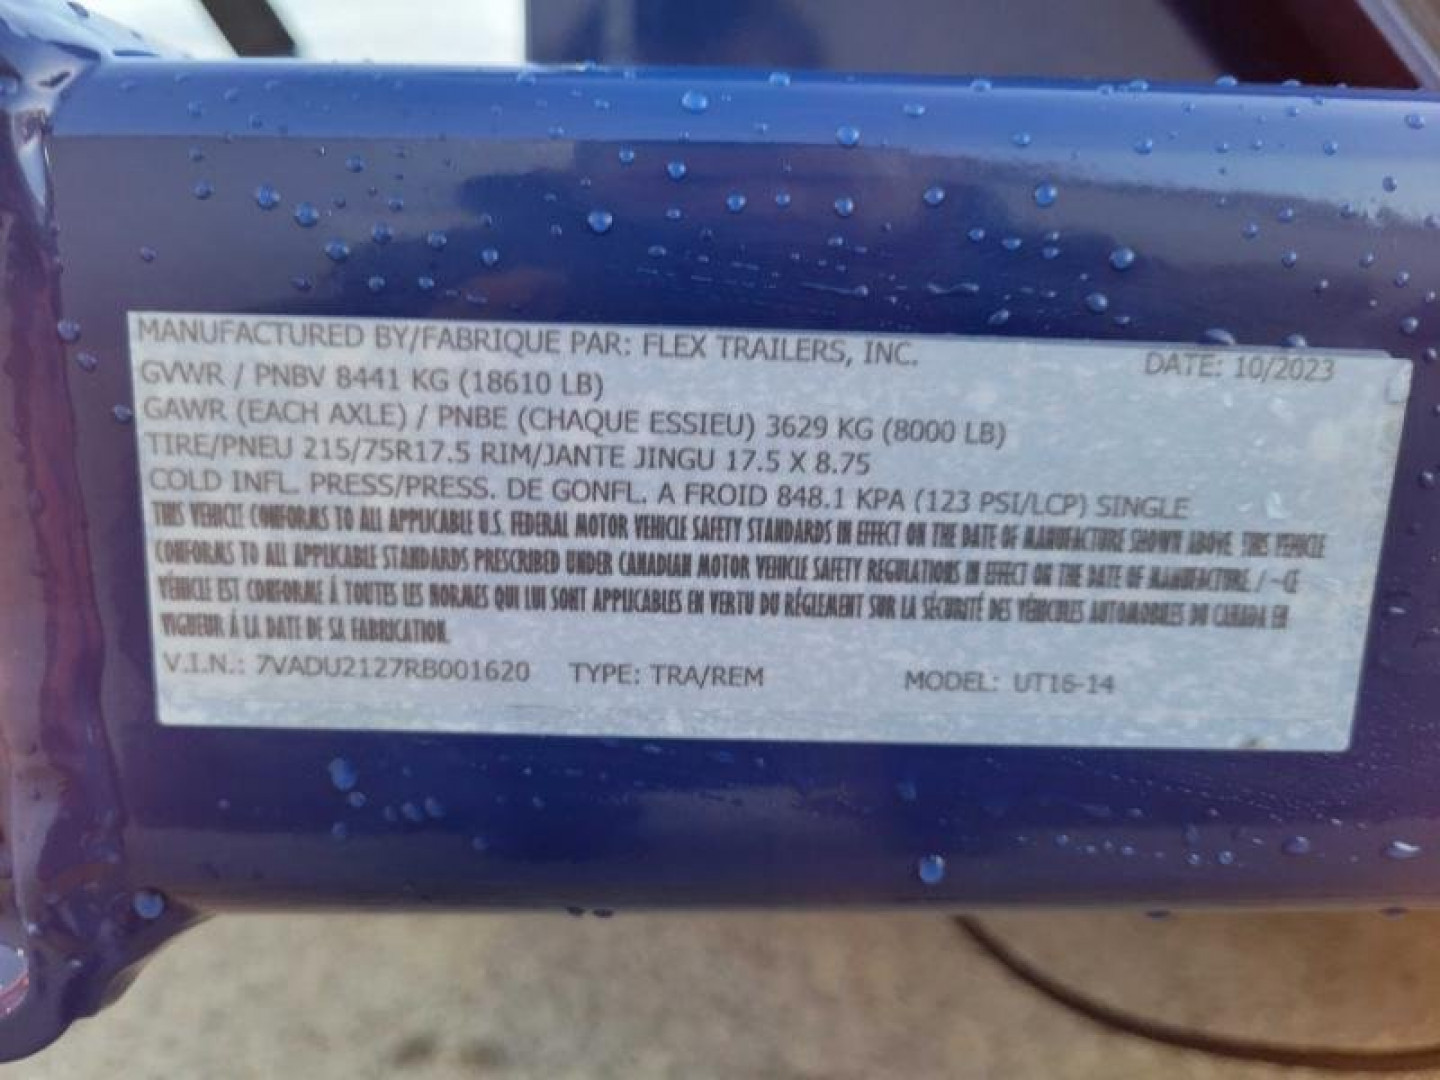 MANUFACTURED BY/FABRIQUE PAR: FLEX TRAILERS, INC. DATE: 10/2023
GVWR / PNBV 8441 KG (18610 LB)
GAWR (EACH AXLE) / PNBE (CHAQUE ESSIEU) 3629 KG (8000 LB)
TIRE/PNEU 215/75R17.5 RIM/JANTE JINGU 17.5 X 8.75
COLD INFL. PRESS/PRESS. DE GONFL. A FROID 848.1 KPA (123 PSI/LCP) SINGLE
THIS VEHICLE CONFORMS TO ALL APPLICABLE U.S. FEDERAL MOTOR VEHICLE SAFETY STANDARDS IN EFFECT ON THE DATE OF MANUFACTURE SHOWN ABOVE. THIS VEHICLE
CONFORMS TO ALL APPLICABLE STANDARDS PRESCRIBED UNDER CANADIAN MOTOR VEHICLE SAFETY REGULATIONS IN EFFECT ON THE DATE OF MANUFACTURE. / –CE
VÉHICULE EST CONFORME À TOUTES LES NORMES QUI LUI SONT APPLICABLES EN VERTU DU RÉGLEMENT SUR LA SÉCURITÉ DES VÉHICULES AUTOMOBILES DU CANADA EN
VIGUEUR À LA DATE DE SA FABRICATION.
V.I.N.: 7VADU2127RB001620 TYPE: TRA/REM MODEL: UT16-14